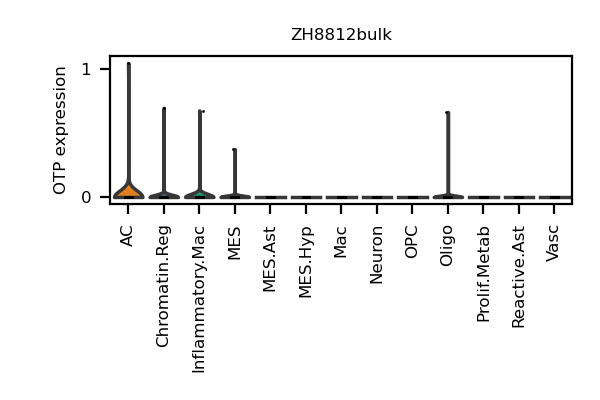 ZH8812bulk
OTP expression
1
0
AC
Chromatin.Reg
Inflammatory.Mac
MES
MES.Ast
MES.Hyp
Mac
Neuron
OPC
Oligo
Prolif.Metab
Reactive.Ast
Vasc